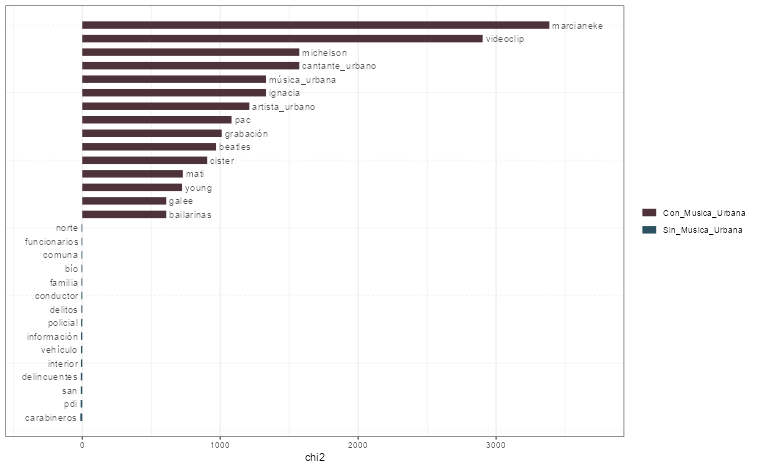 marcianeke
videoclip
michelson
cantante_urbano
música_urbana
ignacia
artista_urbano
pac
grabación
beatles
cister
mati
young
galee
bailarinas
norte
funcionarios
comuna
bío
familia
conductor
delitos
policial
información
vehículo
interior
delincuentes
san
pdi
carabineros
Con_Musica_Urbana
Sin_Musica_Urbana
0 1000 2000 3000
chi2